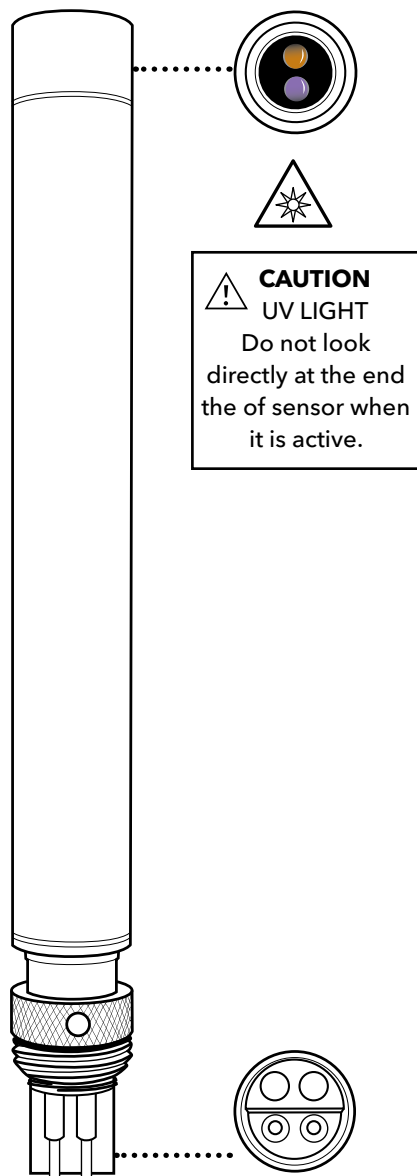 CAUTION
UV LIGHT
Do not look
directly at the end
the of sensor when
it is active.